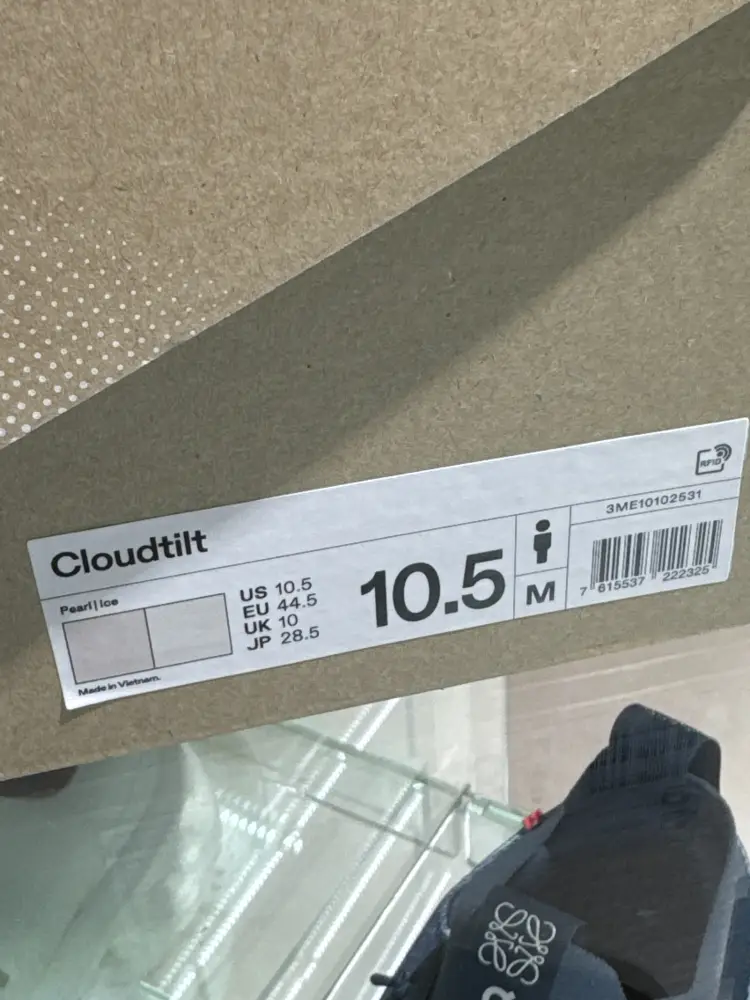 RFID
Cloudtilt
3ME10102531
Pearl|Ice
US 10.5
EU 44.5
UK 10
JP 28.5
10.5
M
7 615537 222325
Made in Vietnam.